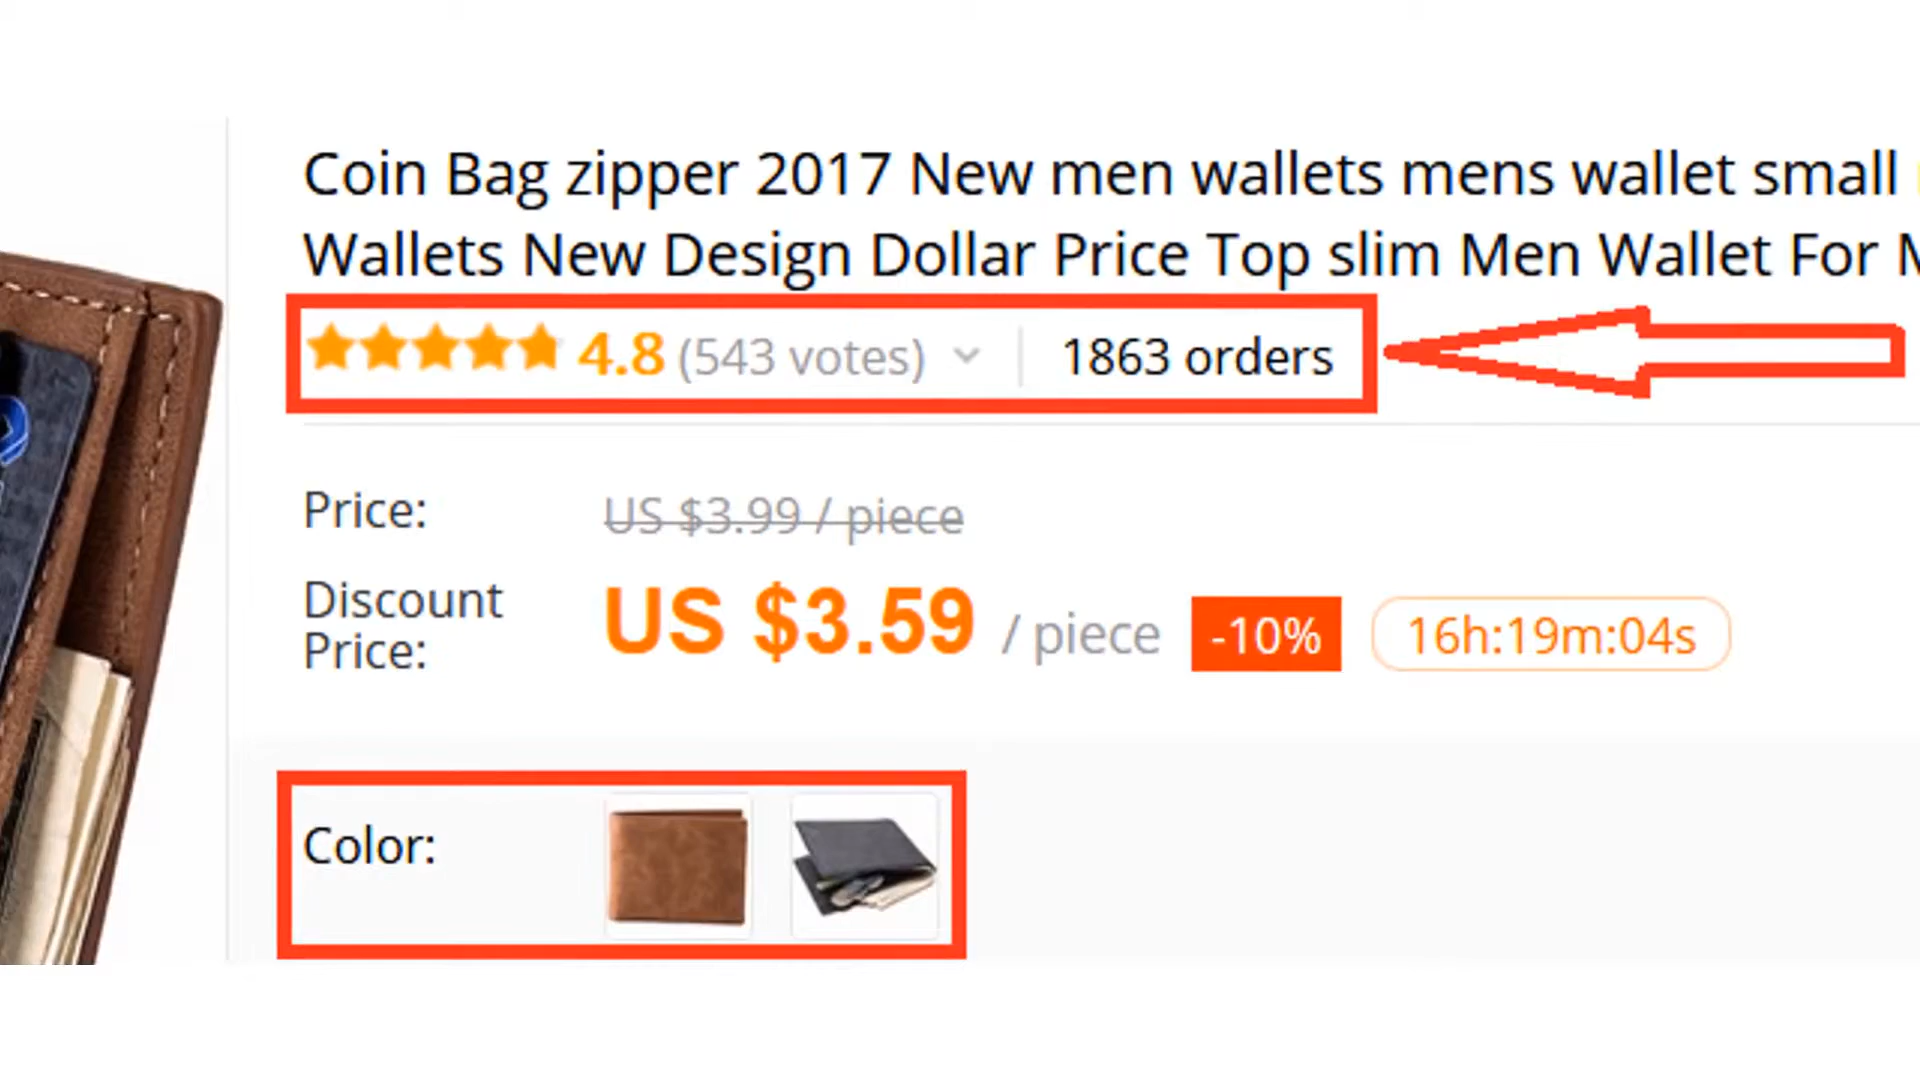 Coin Bag zipper 2017 New men wallets mens wallet small
Wallets New Design Dollar Price Top slim Men Wallet For M
4.8 (543 votes) 1863 orders
Price: US $3.99 / piece
Discount Price: US $3.59 / piece -10% 16h:19m:04s
Color: